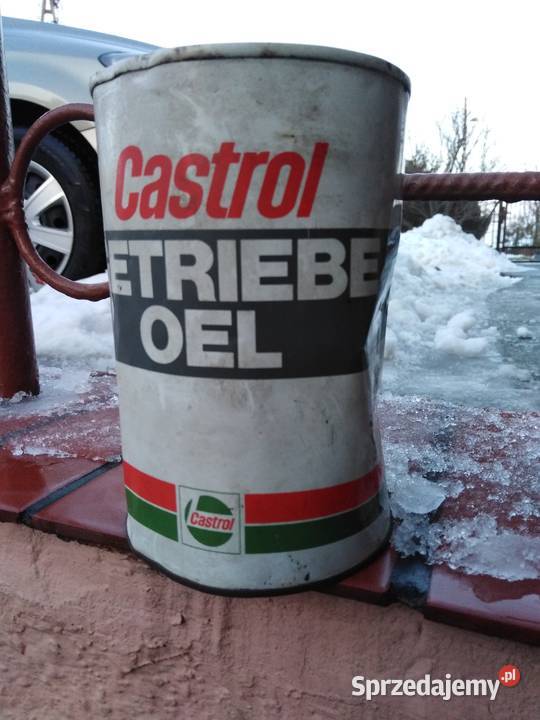 Castrol
ETRIEBE
OEL
Castrol
Sprzedajemy.pl